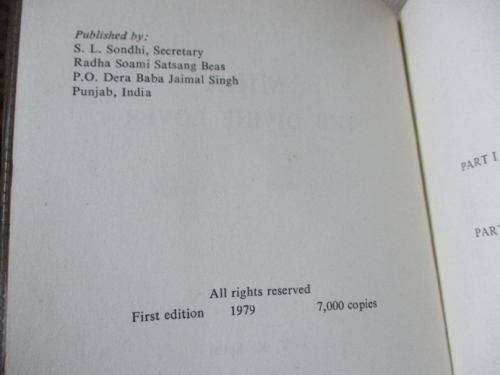 Published by:
S. L. Sondhi, Secretary
Radha Soami Satsang Beas
P.O. Dera Baba Jaimal Singh
Punjab, India
All rights reserved
First edition 1979 7,000 copies
PART I
PAR